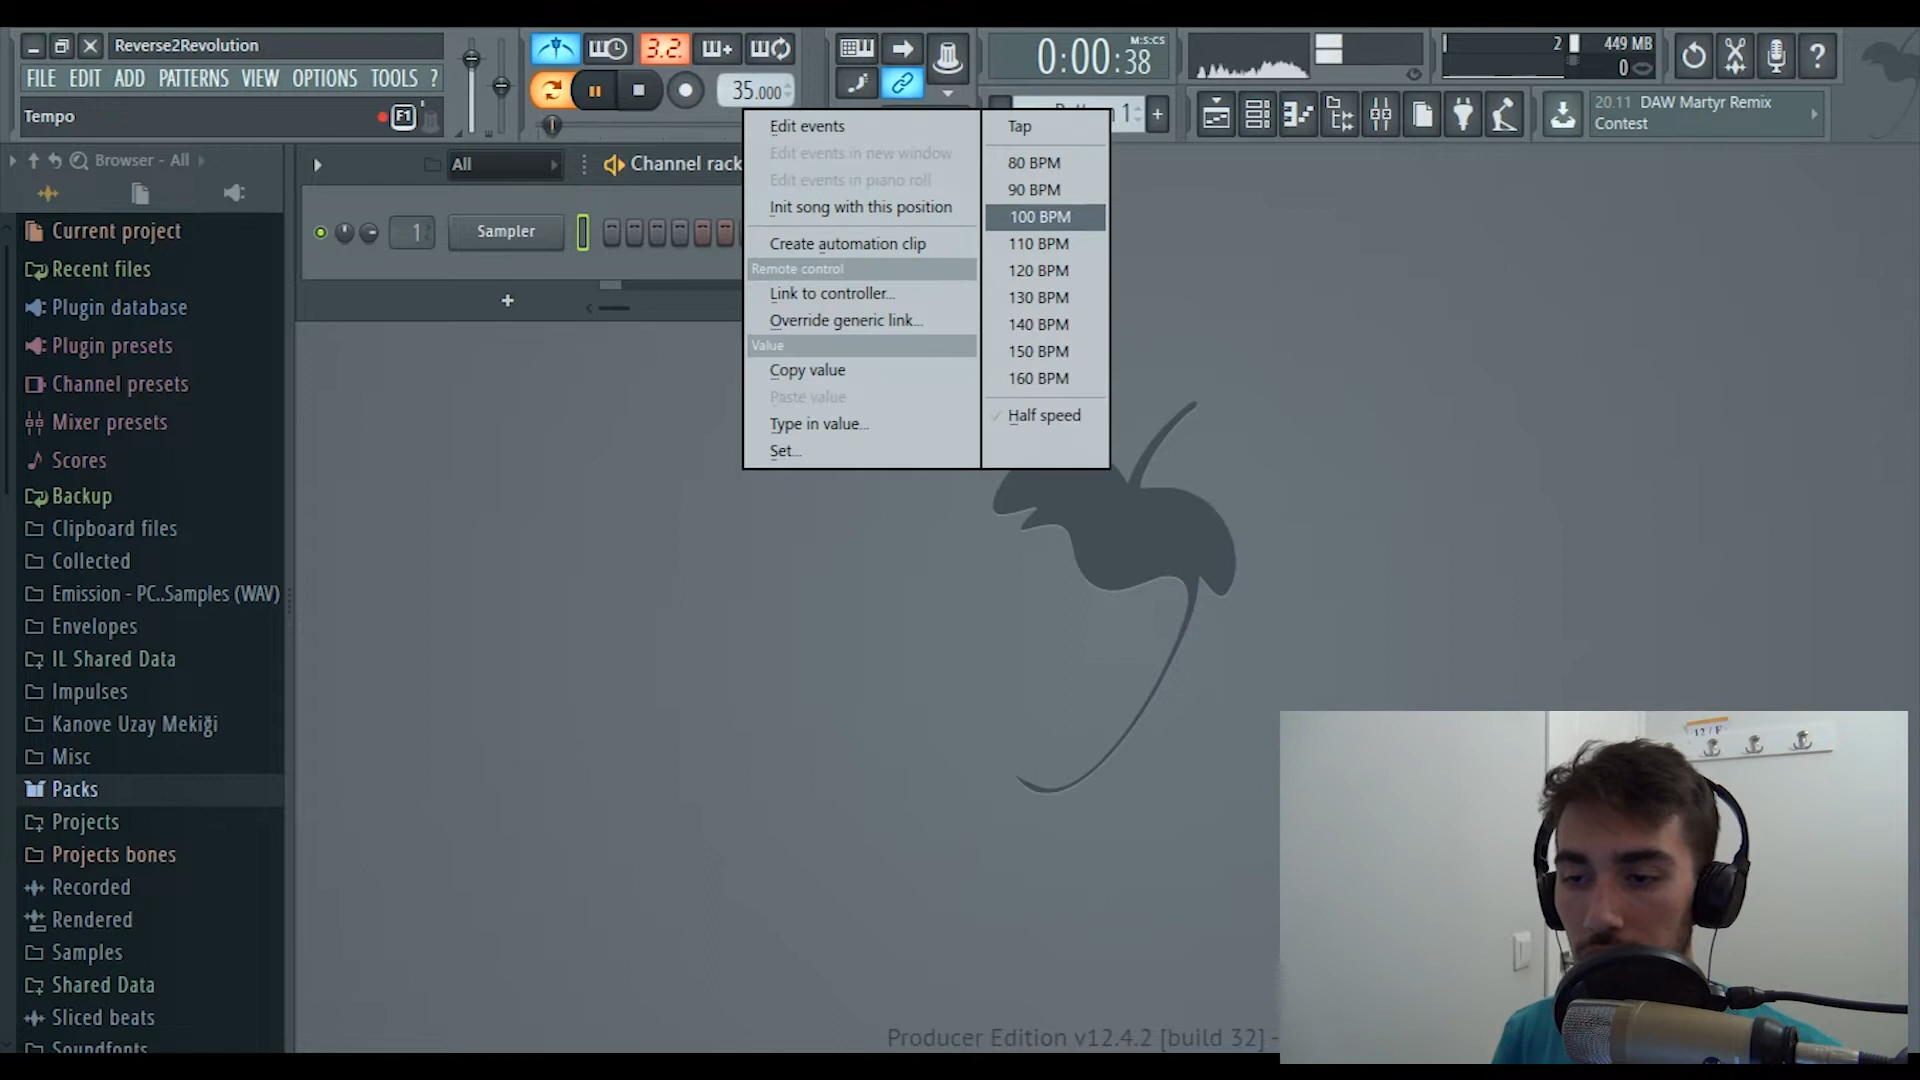 Reverse2Revolution
FILE EDIT ADD PATTERNS VIEW OPTIONS TOOLS ?
Tempo
F1
3.2.
35.000
0:00:38
M:S:CS
2
449 MB
0
20.11 DAW Martyr Remix
Contest
Browser - All
All
Channel rack
1
Sampler
+
Edit events
Edit events in new window
Edit events in piano roll
Init song with this position
Create automation clip
Remote control
Link to controller...
Override generic link...
Value
Copy value
Paste value
Type in value...
Set...
Tap
80 BPM
90 BPM
100 BPM
110 BPM
120 BPM
130 BPM
140 BPM
150 BPM
160 BPM
Half speed
Current project
Recent files
Plugin database
Plugin presets
Channel presets
Mixer presets
Scores
Backup
Clipboard files
Collected
Emission - PC..Samples (WAV)
Envelopes
IL Shared Data
Impulses
Kanove Uzay Mekiği
Misc
Packs
Projects
Projects bones
Recorded
Rendered
Samples
Shared Data
Sliced beats
Soundfonts
Producer Edition v12.4.2 [build 32] -
12 / F